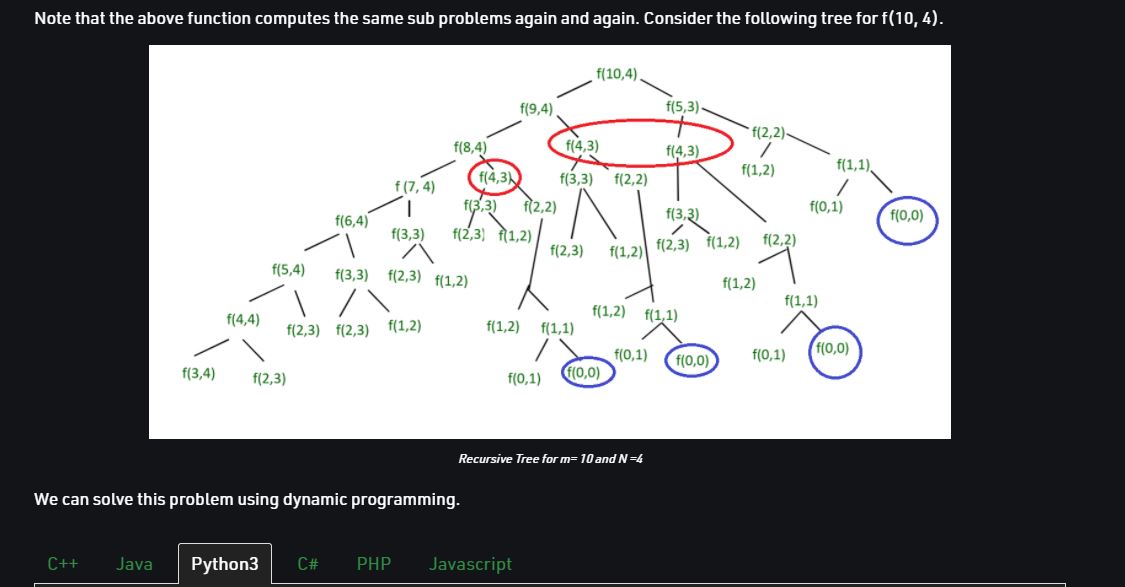 Note that the above function computes the same sub problems again and again. Consider the following tree for f(10, 4).
f(10,4)
f(9,4) f(5,3)
f(8,4) f(4,3) f(4,3) f(2,2)
f(7, 4) f(4,3) f(3,3) f(2,2) f(1,2) f(1,1)
f(6,4) f(3,3) f(3,3) f(2,2) f(3,3) f(0,1) f(0,0)
f(5,4) f(3,3) f(2,3) f(1,2) f(2,3) f(1,2) f(2,3) f(1,2) f(2,3) f(1,2) f(2,2)
f(4,4) f(2,3) f(2,3) f(1,2) f(1,2) f(1,1) f(1,2) f(1,1) f(1,2) f(1,1)
f(3,4) f(2,3) f(0,1) f(0,0) f(0,1) f(0,0) f(0,1) f(0,0)
Recursive Tree for m= 10 and N =4
We can solve this problem using dynamic programming.
C++ Java Python3 C# PHP Javascript